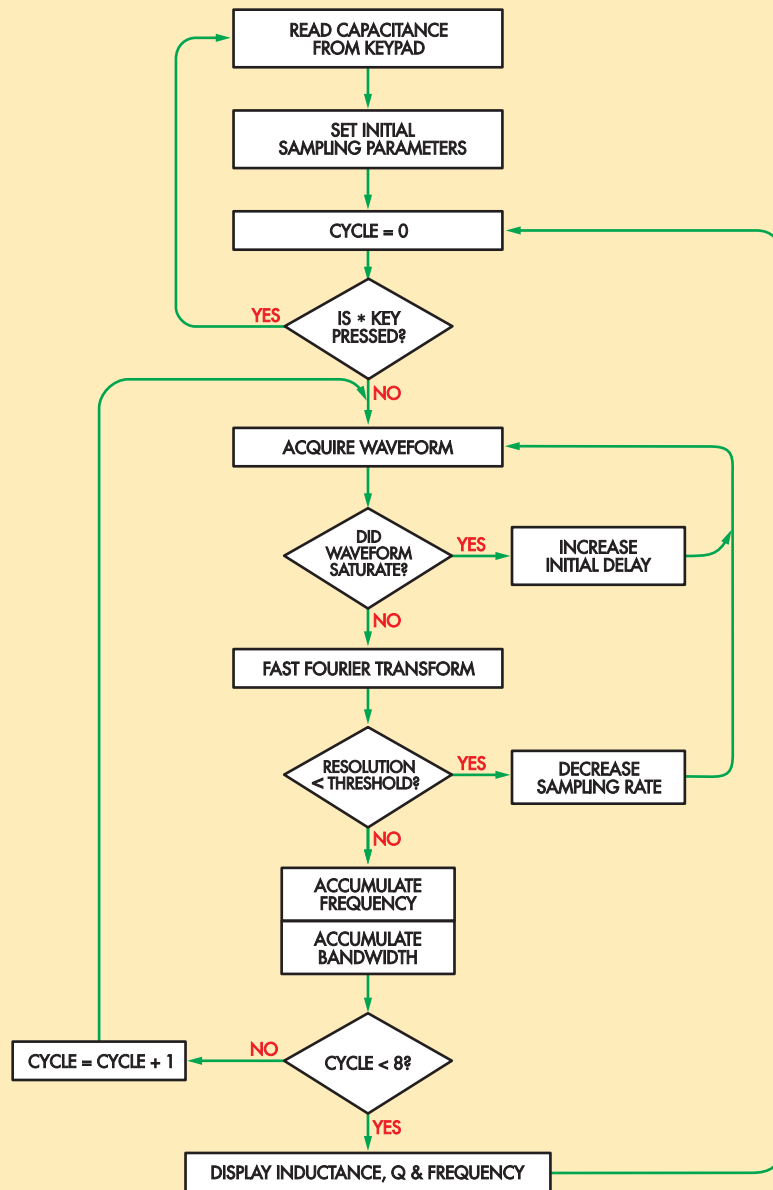 READ CAPACITANCE
FROM KEYPAD
SET INITIAL
SAMPLING PARAMETERS
CYCLE = 0
IS * KEY
PRESSED?
YES
NO
ACQUIRE WAVEFORM
DID
WAVEFORM
SATURATE?
YES
INCREASE
INITIAL DELAY
NO
FAST FOURIER TRANSFORM
RESOLUTION
< THRESHOLD?
YES
DECREASE
SAMPLING RATE
NO
ACCUMULATE
FREQUENCY
ACCUMULATE
BANDWIDTH
CYCLE < 8?
NO
CYCLE = CYCLE + 1
YES
DISPLAY INDUCTANCE, Q & FREQUENCY